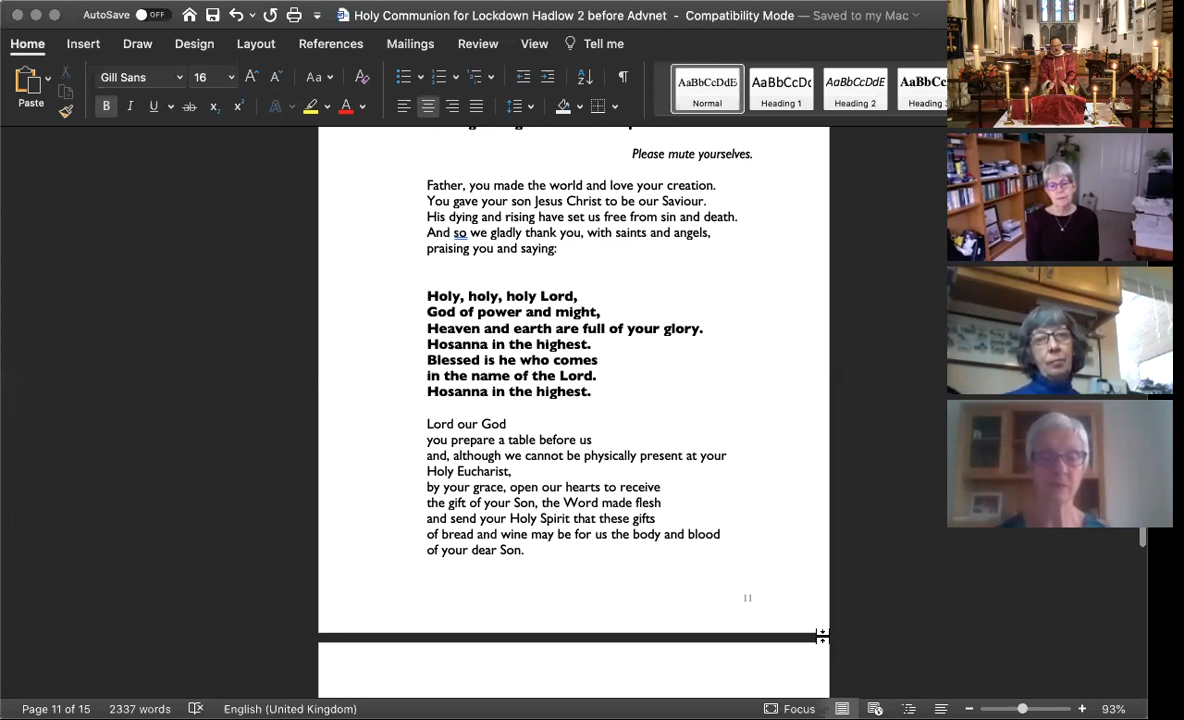 AutoSave OFF
Holy Communion for Lockdown Hadlow 2 before Advnet - Compatibility Mode — Saved to my Mac
Home Insert Draw Design Layout References Mailings Review View Tell me
Paste
Gill Sans 16
Aa
B I U ab x
AaBbCcDdE AaBbCcDc AaBbCcDdE AaBbCc
Normal Heading 1 Heading 2 Heading
Please mute yourselves.
Father, you made the world and love your creation.
You gave your son Jesus Christ to be our Saviour.
His dying and rising have set us free from sin and death.
And so we gladly thank you, with saints and angels,
praising you and saying:
Holy, holy, holy Lord,
God of power and might,
Heaven and earth are full of your glory.
Hosanna in the highest.
Blessed is he who comes
in the name of the Lord.
Hosanna in the highest.
Lord our God
you prepare a table before us
and, although we cannot be physically present at your
Holy Eucharist,
by your grace, open our hearts to receive
the gift of your Son, the Word made flesh
and send your Holy Spirit that these gifts
of bread and wine may be for us the body and blood
of your dear Son.
11
Page 11 of 15 2337 words English (United Kingdom) Focus 93%